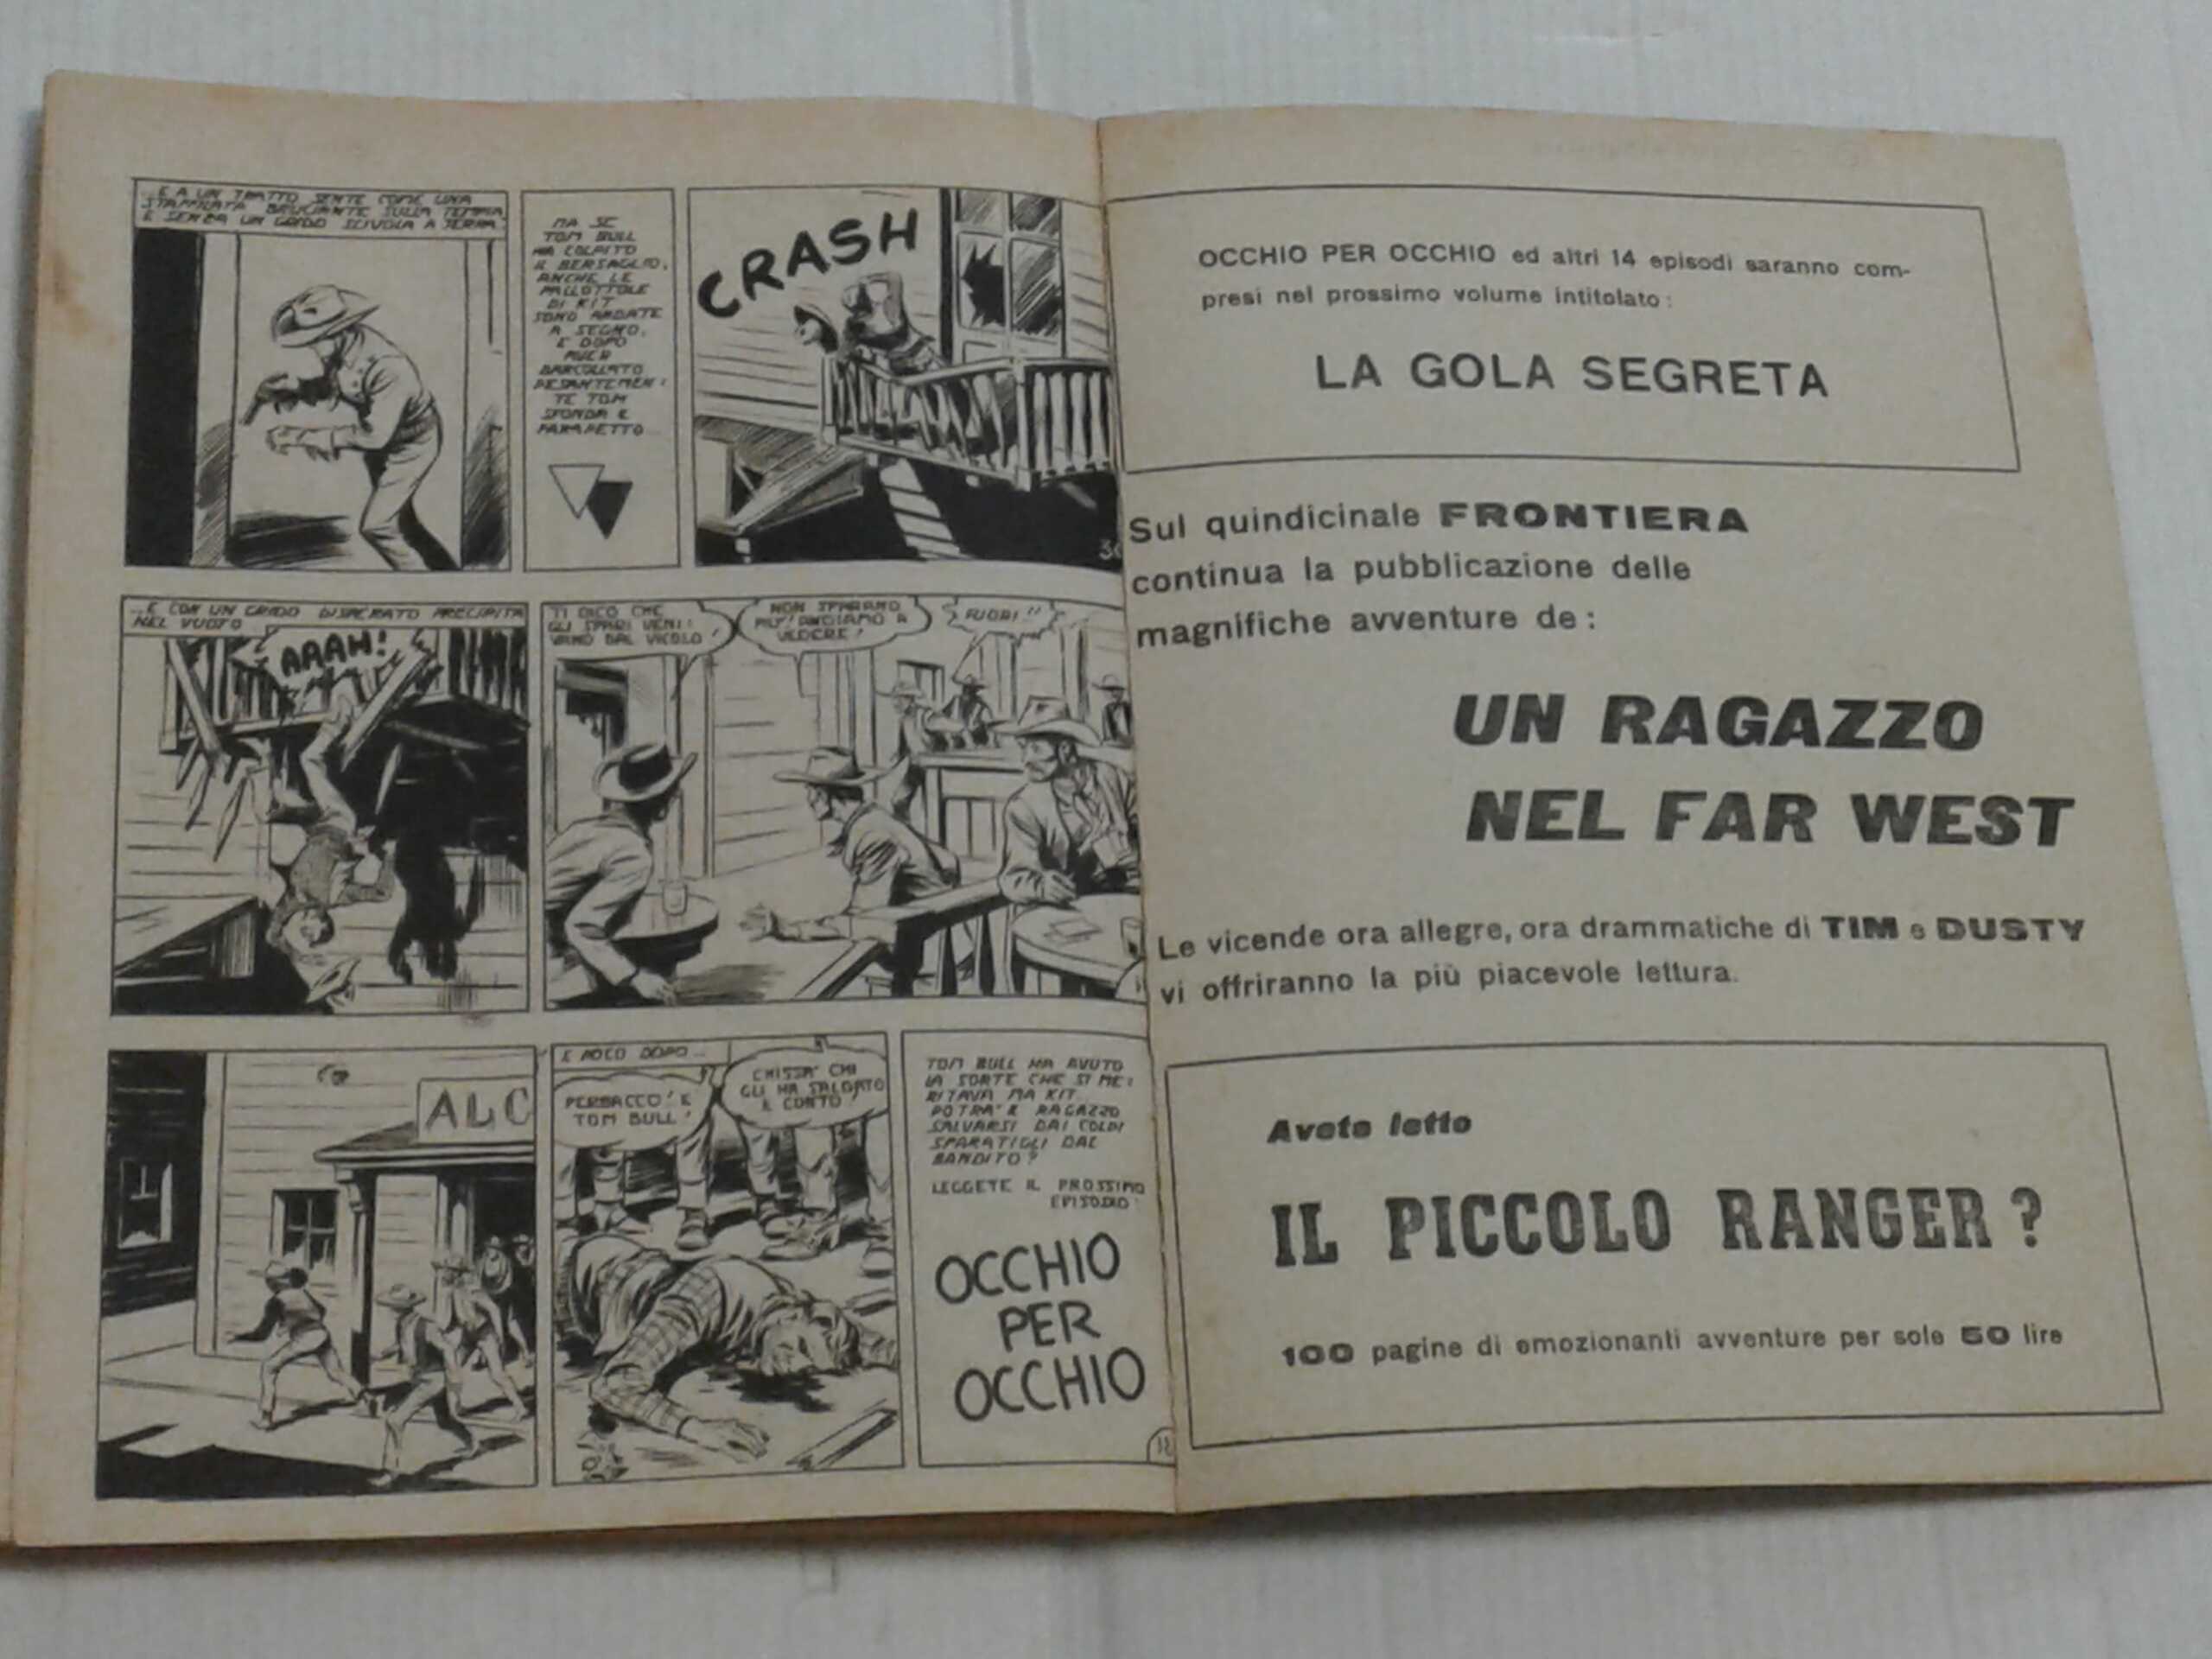 ...E A UN TRATTO SENTE COME UNA
STAFFILATA BRUCIANTE SULLA TEMPIA
E SENZA UN GRIDO SCIVOLA A TERRA.
MA SE
TOM BULL
HA COLPITO
IL BERSAGLIO,
ANCHE LE
PALLOTTOLE
DI KIT
SONO ANDATE
A SEGNO,
E DOPO
AVER
BARCOLLATO
PESANTEMEN=
TE TOM
SFONDA IL
PARAPETTO...
CRASH
...E CON UN GRIDO DISPERATO PRECIPITA
NEL VUOTO
AAAH!
TI DICO CHE
GLI SPARI VENI=
VANO DAL VICOLO!
NON SPARANO
PIU'! ANDIAMO A
VEDERE!
FUORI!!
ALC
E POCO DOPO...
PERBACCO! E'
TOM BULL!
CHISSA' CHI
GLI HA SALDATO
IL CONTO!
TOM BULL HA AVUTO
LA SORTE CHE SI ME=
RITAVA MA KIT
POTRA' IL RAGAZZO
SALVARSI DAI COLPI
SPARATIGLI DAL
BANDITO?
LEGGETE IL PROSSIMO
EPISODIO:
OCCHIO
PER
OCCHIO
OCCHIO PER OCCHIO ed altri 14 episodi saranno com-
presi nel prossimo volume intitolato:
LA GOLA SEGRETA
Sul quindicinale FRONTIERA
continua la pubblicazione delle
magnifiche avventure de:
UN RAGAZZO
NEL FAR WEST
Le vicende ora allegre, ora drammatiche di TIM e DUSTY
vi offriranno la più piacevole lettura.
Avete letto
IL PICCOLO RANGER?
100 pagine di emozionanti avventure per sole 50 lire